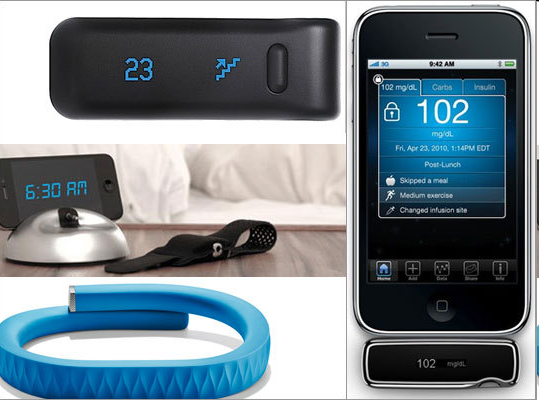 23
6:30 AM
3G 9:42 AM
102 mg/dL Carbs Insulin
102
mg/dL
Fri, Apr 23, 2010, 1:14PM EDT
Post-Lunch
Skipped a meal
Medium exercise
Changed infusion site
Home Add Data Share Info
102 mg/dL